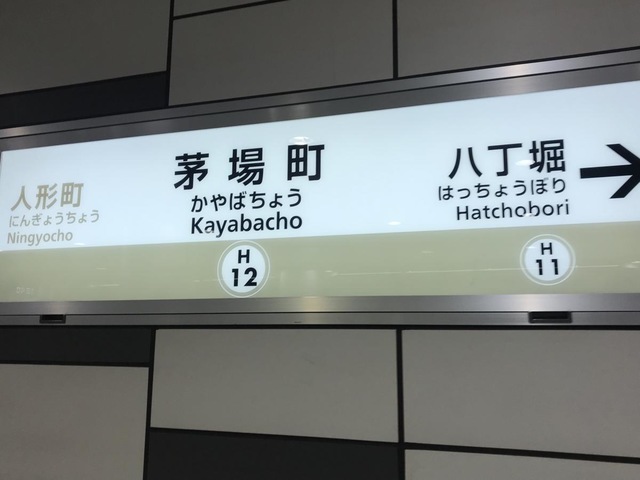 人形町
にんぎょうちょう
Ningyocho
茅場町
かやばちょう
Kayabacho
H
12
八丁堀
はっちょうぼり
Hatchobori
H
11